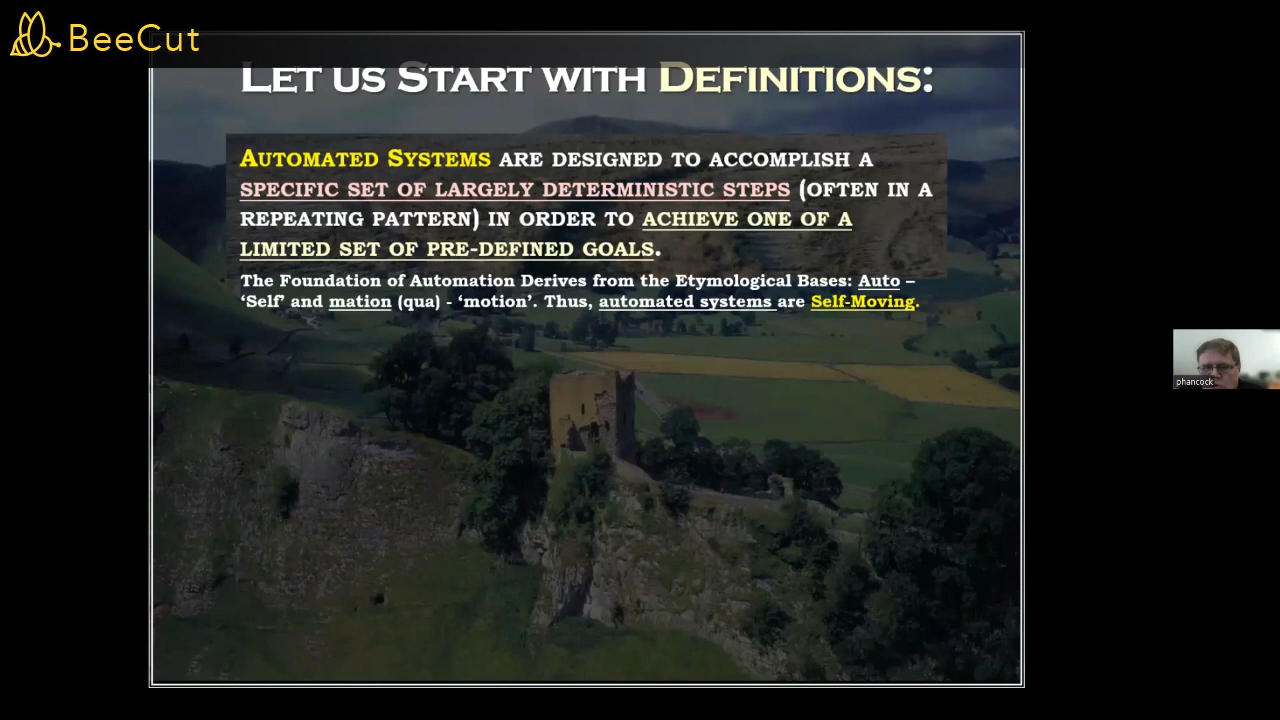 BeeCut
Let us Start with Definitions:
Automated Systems are designed to accomplish a
specific set of largely deterministic steps (often in a
repeating pattern) in order to achieve one of a
limited set of pre-defined goals.
The Foundation of Automation Derives from the Etymological Bases: Auto –
‘Self’ and mation (qua) - ‘motion’. Thus, automated systems are Self-Moving.
phancock